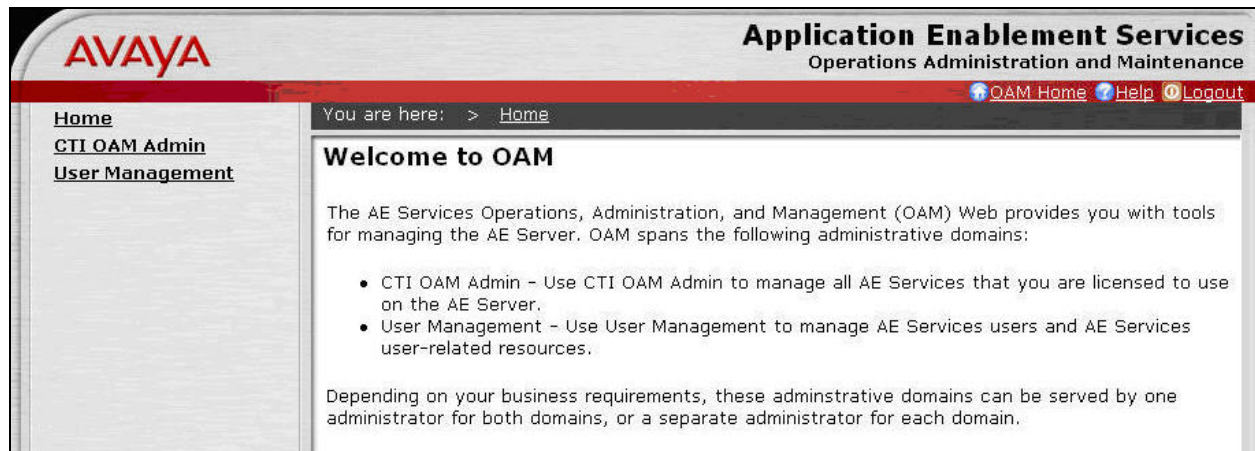 AVAYA
Application Enablement Services
Operations Administration and Maintenance
OAM Home Help Logout
Home
CTI OAM Admin
User Management
You are here: > Home
Welcome to OAM
The AE Services Operations, Administration, and Management (OAM) Web provides you with tools
for managing the AE Server. OAM spans the following administrative domains:
• CTI OAM Admin – Use CTI OAM Admin to manage all AE Services that you are licensed to use
on the AE Server.
• User Management – Use User Management to manage AE Services users and AE Services
user-related resources.
Depending on your business requirements, these adminstrative domains can be served by one
administrator for both domains, or a separate administrator for each domain.